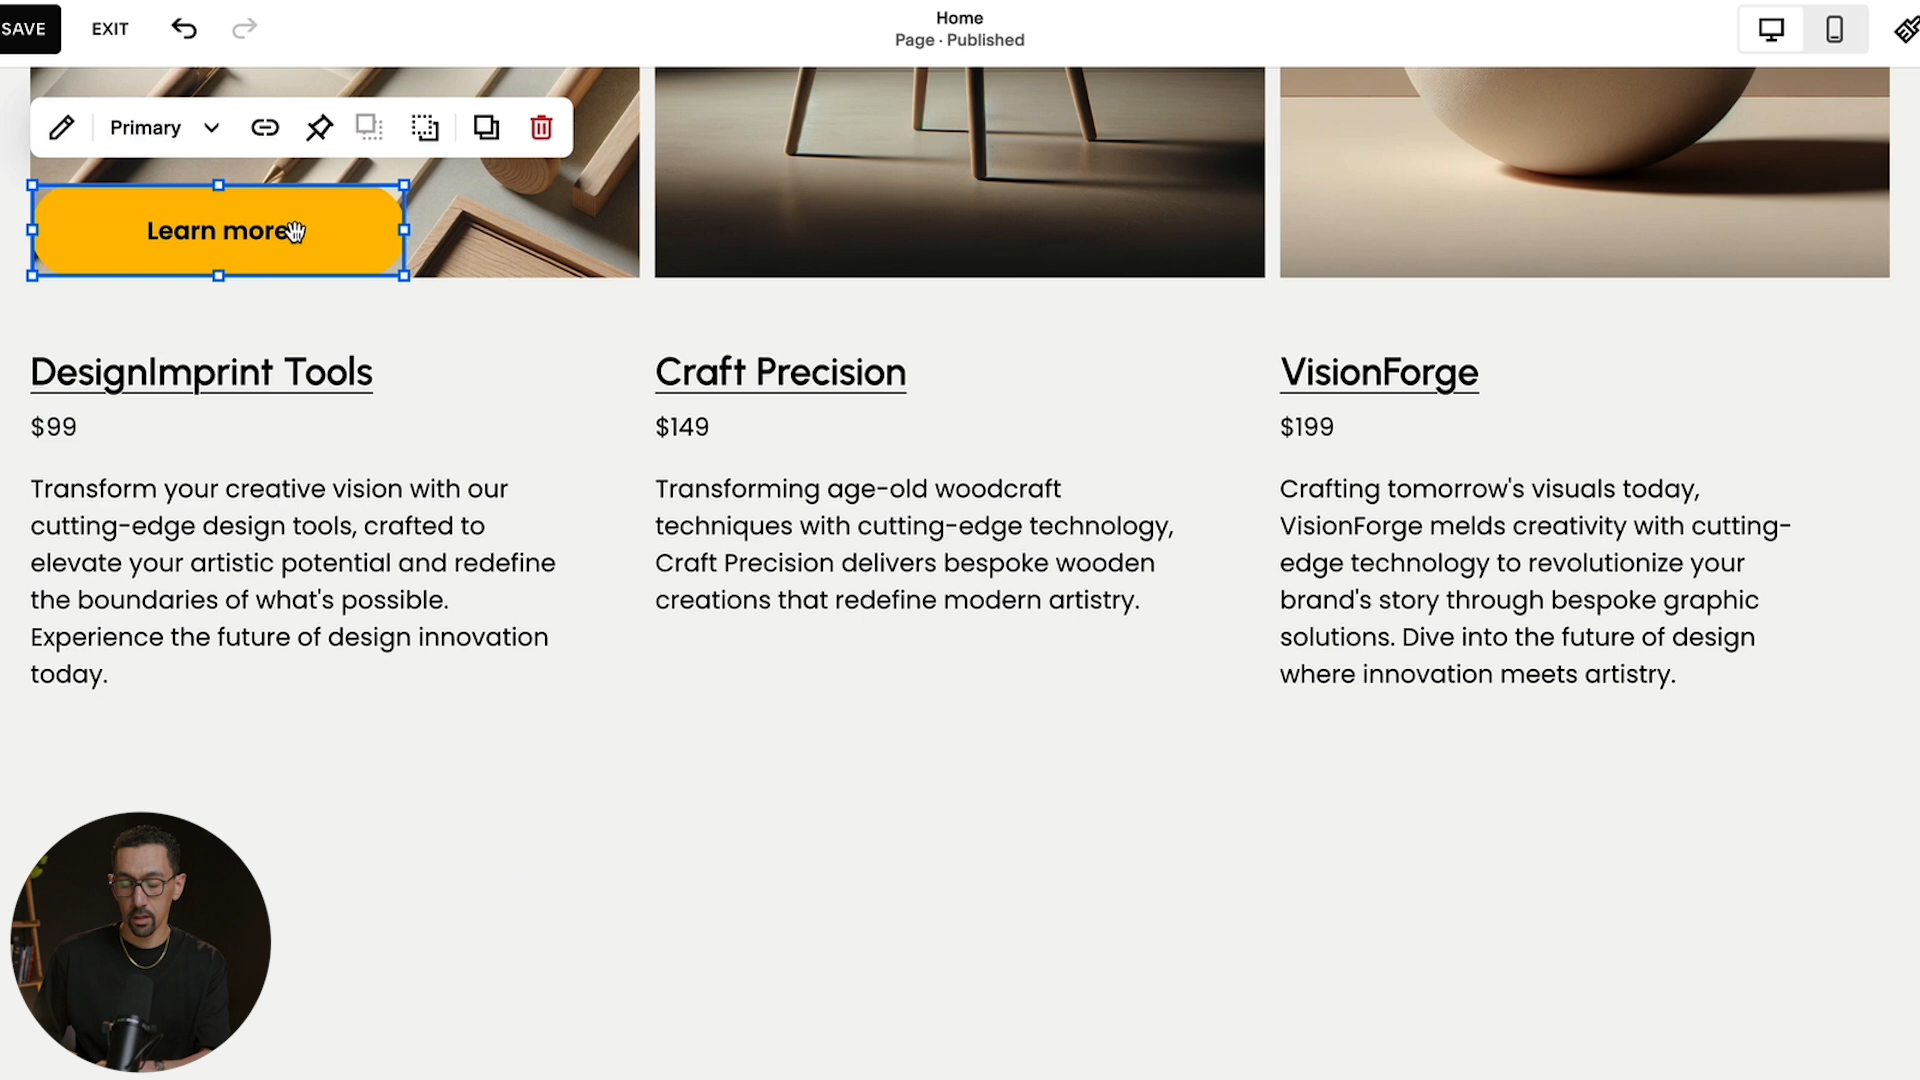 SAVE
EXIT
Home
Page · Published
Primary
Learn more
DesignImprint Tools
$99
Transform your creative vision with our
cutting-edge design tools, crafted to
elevate your artistic potential and redefine
the boundaries of what's possible.
Experience the future of design innovation
today.
Craft Precision
$149
Transforming age-old woodcraft
techniques with cutting-edge technology,
Craft Precision delivers bespoke wooden
creations that redefine modern artistry.
VisionForge
$199
Crafting tomorrow's visuals today,
VisionForge melds creativity with cutting-
edge technology to revolutionize your
brand's story through bespoke graphic
solutions. Dive into the future of design
where innovation meets artistry.